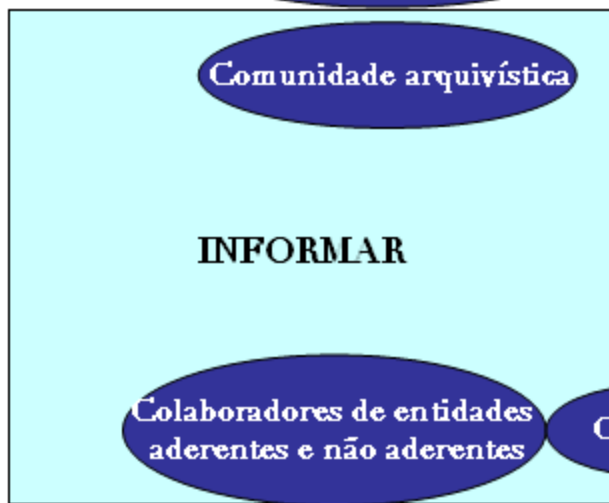 Comunidade arquivística
INFORMAR
Colaboradores de entidades
aderentes e não aderentes